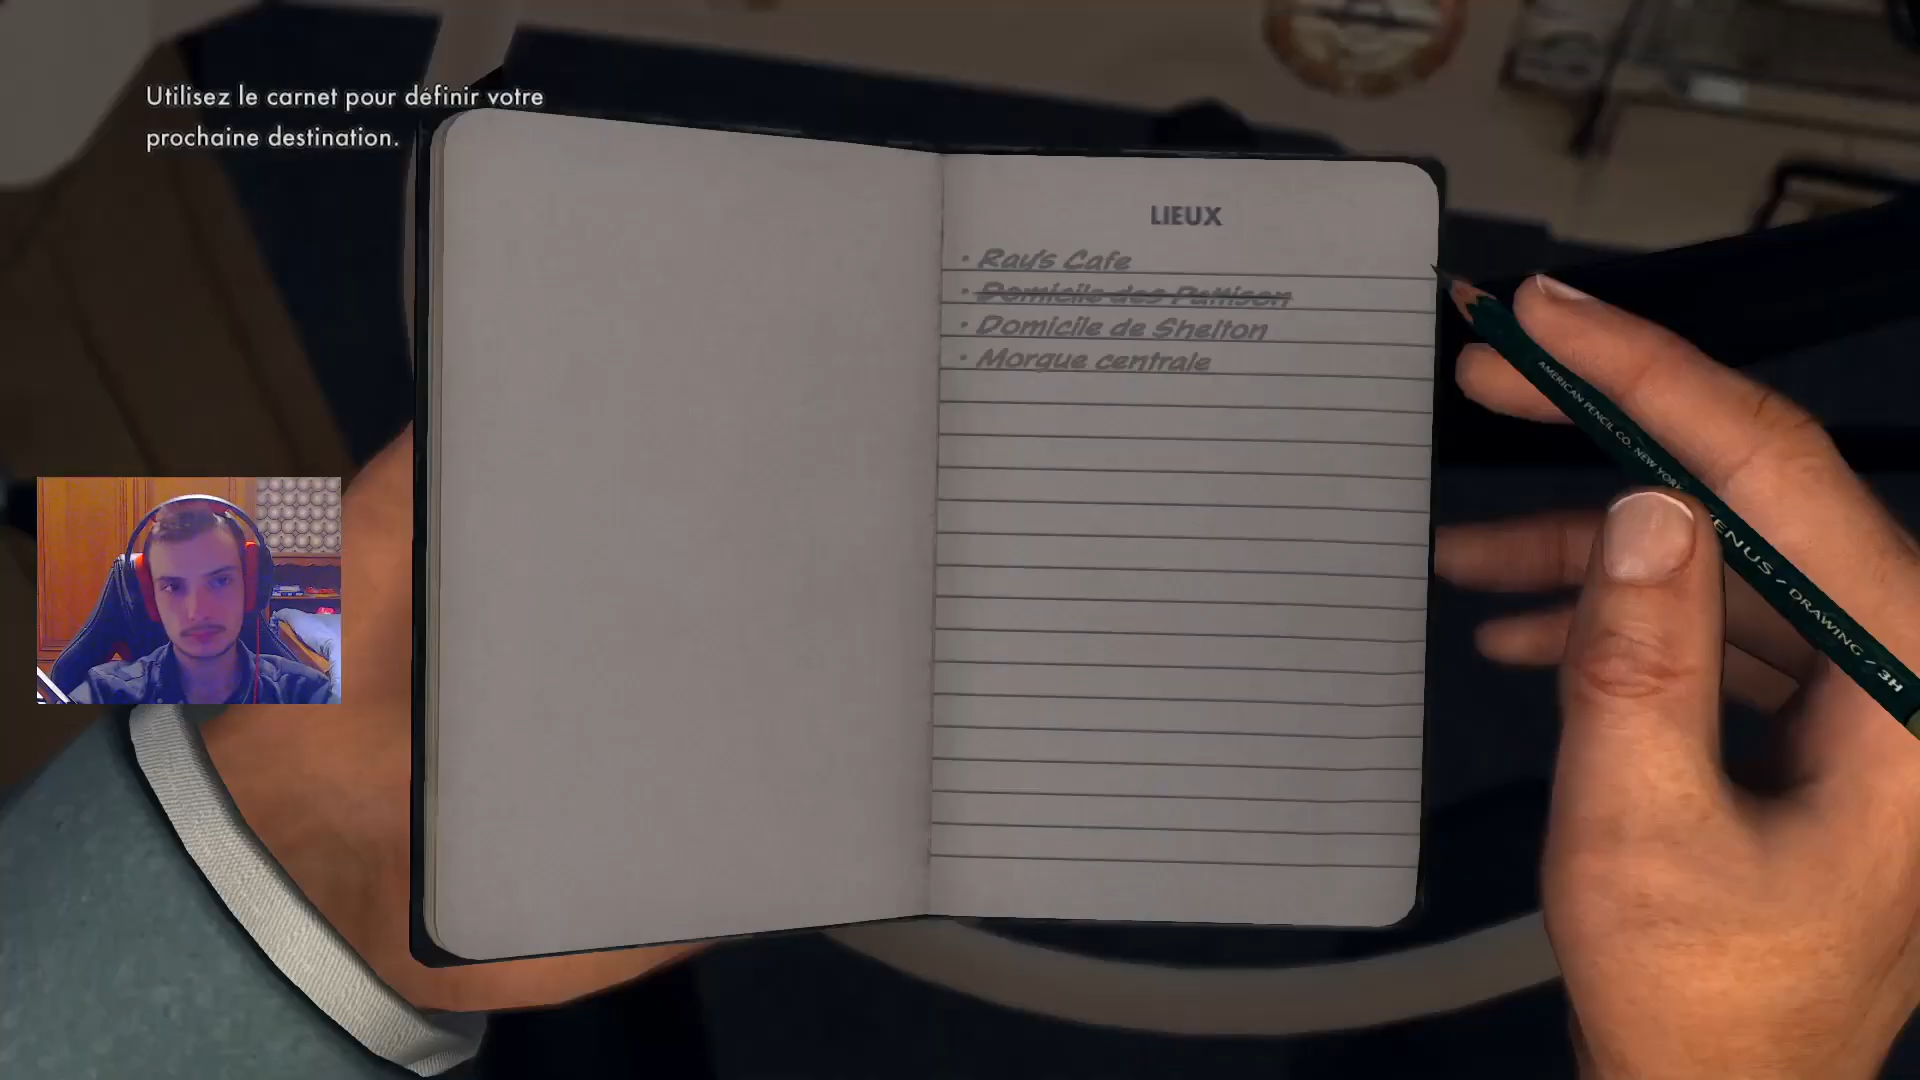 Utilisez le carnet pour définir votre
prochaine destination.
LIEUX
• Ray's Cafe
• Domicile des Pattison
• Domicile de Shelton
• Morgue centrale
AMERICAN PENCIL CO. NEW YORK VENUS / DRAWING / 3H